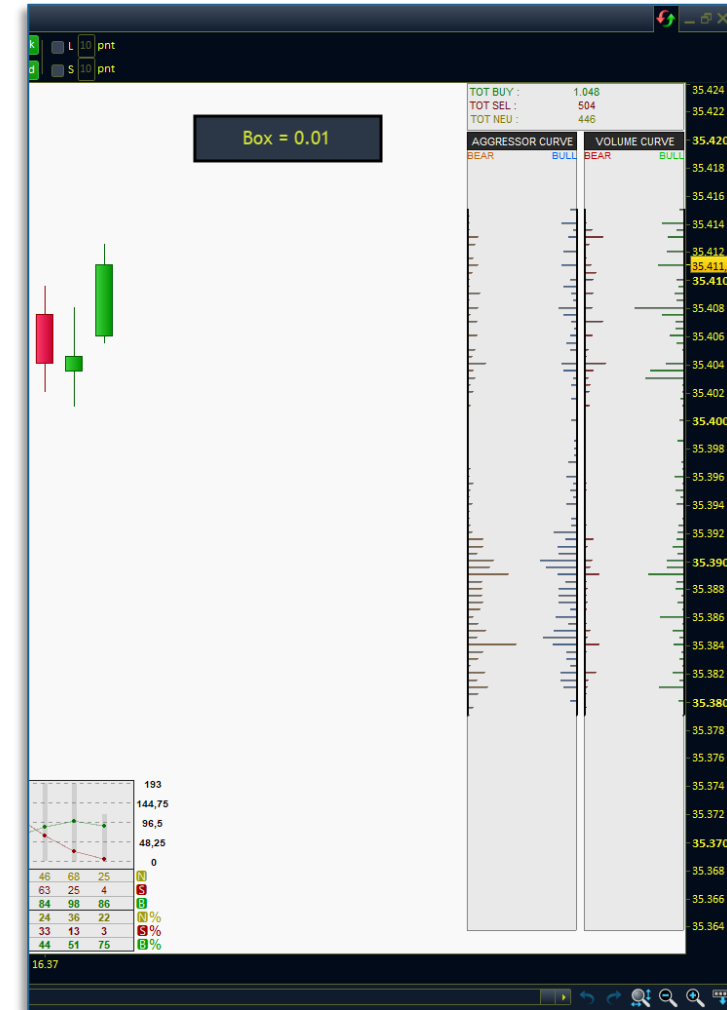 k L 10 pnt
d S 10 pnt
Box = 0.01
TOT BUY : 1.048
TOT SEL : 504
TOT NEU : 446
AGGRESSOR CURVE VOLUME CURVE
BEAR BULL BEAR BULL
35.424
35.422
35.420
35.418
35.416
35.414
35.412
35.411,
35.410
35.408
35.406
35.404
35.402
35.400
35.398
35.396
35.394
35.392
35.390
35.388
35.386
35.384
35.382
35.380
35.378
35.376
35.374
35.372
35.370
35.368
35.366
35.364
193
144,75
96,5
48,25
0
46 68 25 N
63 25 4 S
84 98 86 B
24 36 22 N%
33 13 3 S%
44 51 75 B%
16.37